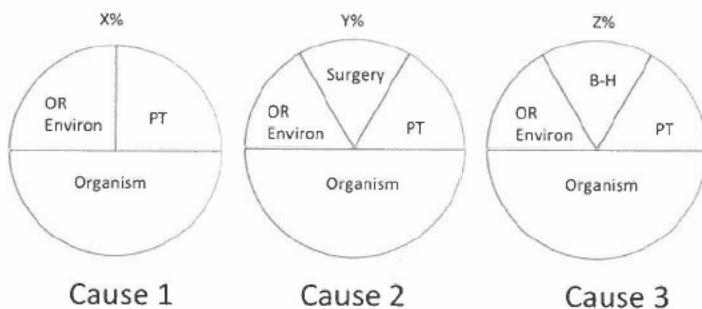 X%
Y%
Z%
OR
Environ
PT
Organism
Surgery
OR
Environ
PT
Organism
B-H
OR
Environ
PT
Organism
Cause 1
Cause 2
Cause 3